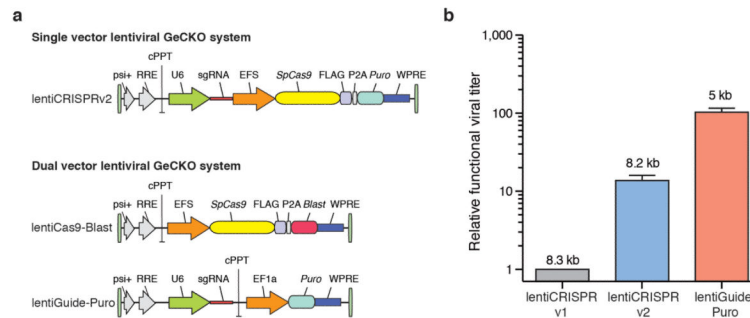 a
Single vector lentiviral GeCKO system
cPPT
psi+ RRE U6 sgRNA EFS SpCas9 FLAG P2A Puro WPRE
lentiCRISPRv2
Dual vector lentiviral GeCKO system
cPPT
psi+ RRE EFS SpCas9 FLAG P2A Blast WPRE
lentiCas9-Blast
cPPT
psi+ RRE U6 sgRNA EF1a Puro WPRE
lentiGuide-Puro
b
Relative functional viral titer
1,000
100
10
1
8.3 kb
8.2 kb
5 kb
lentiCRISPR
v1
lentiCRISPR
v2
lentiGuide
Puro